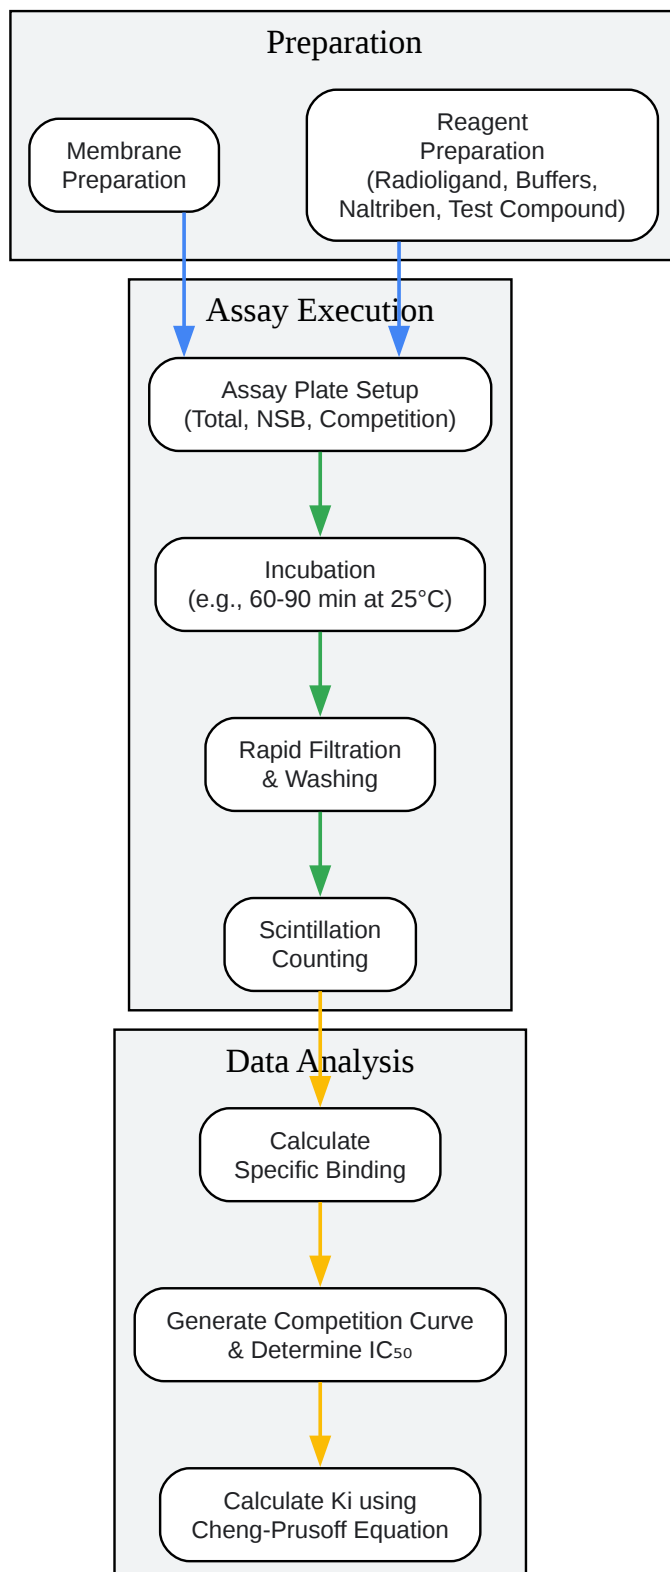 Preparation
Membrane
Preparation
Reagent
Preparation
(Radioligand, Buffers,
Naltriben, Test Compound)
Assay Execution
Assay Plate Setup
(Total, NSB, Competition)
Incubation
(e.g., 60-90 min at 25°C)
Rapid Filtration
& Washing
Scintillation
Counting
Data Analysis
Calculate
Specific Binding
Generate Competition Curve
& Determine IC₅₀
Calculate Ki using
Cheng-Prusoff Equation